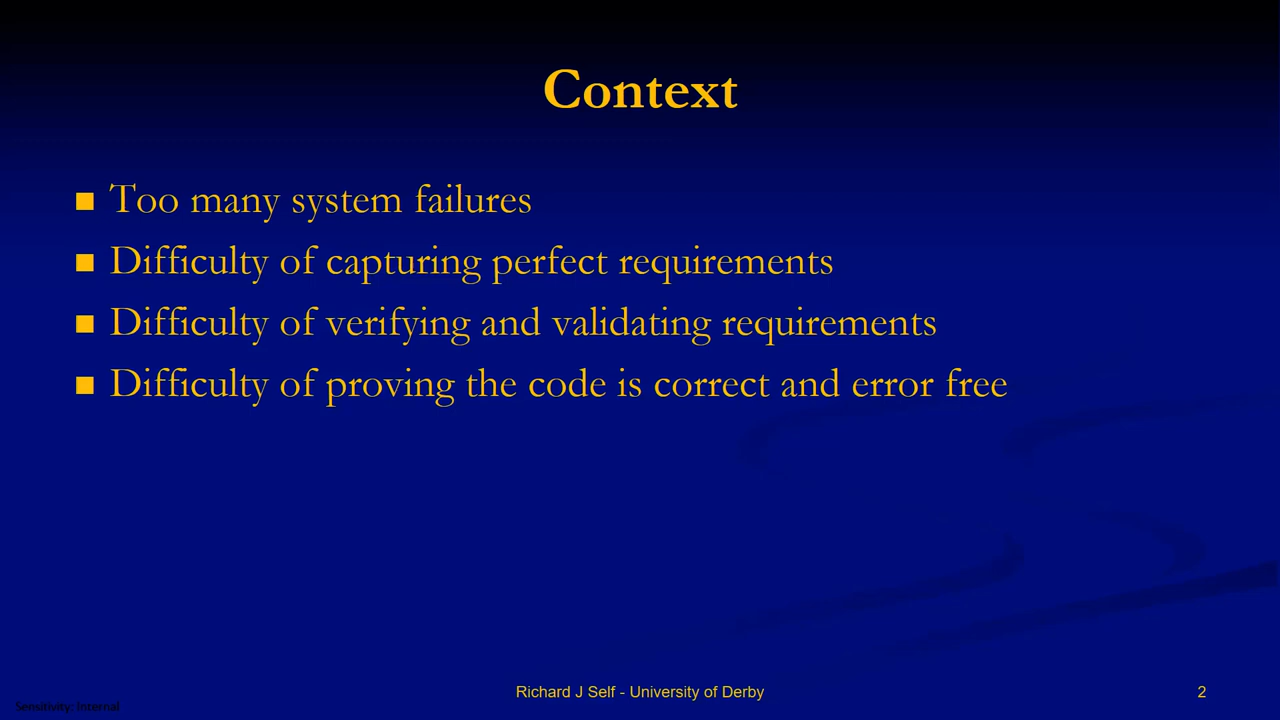 Context
Too many system failures
Difficulty of capturing perfect requirements
Difficulty of verifying and validating requirements
Difficulty of proving the code is correct and error free
Richard J Self - University of Derby
2
Sensitivity: Internal